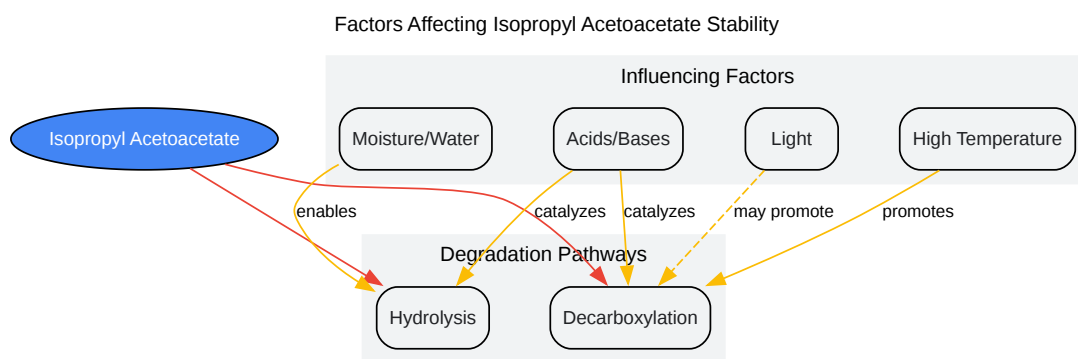 Factors Affecting Isopropyl Acetoacetate Stability
Influencing Factors
Isopropyl Acetoacetate
Moisture/Water
Acids/Bases
Light
High Temperature
enables
catalyzes
catalyzes
may promote
promotes
Degradation Pathways
Hydrolysis
Decarboxylation